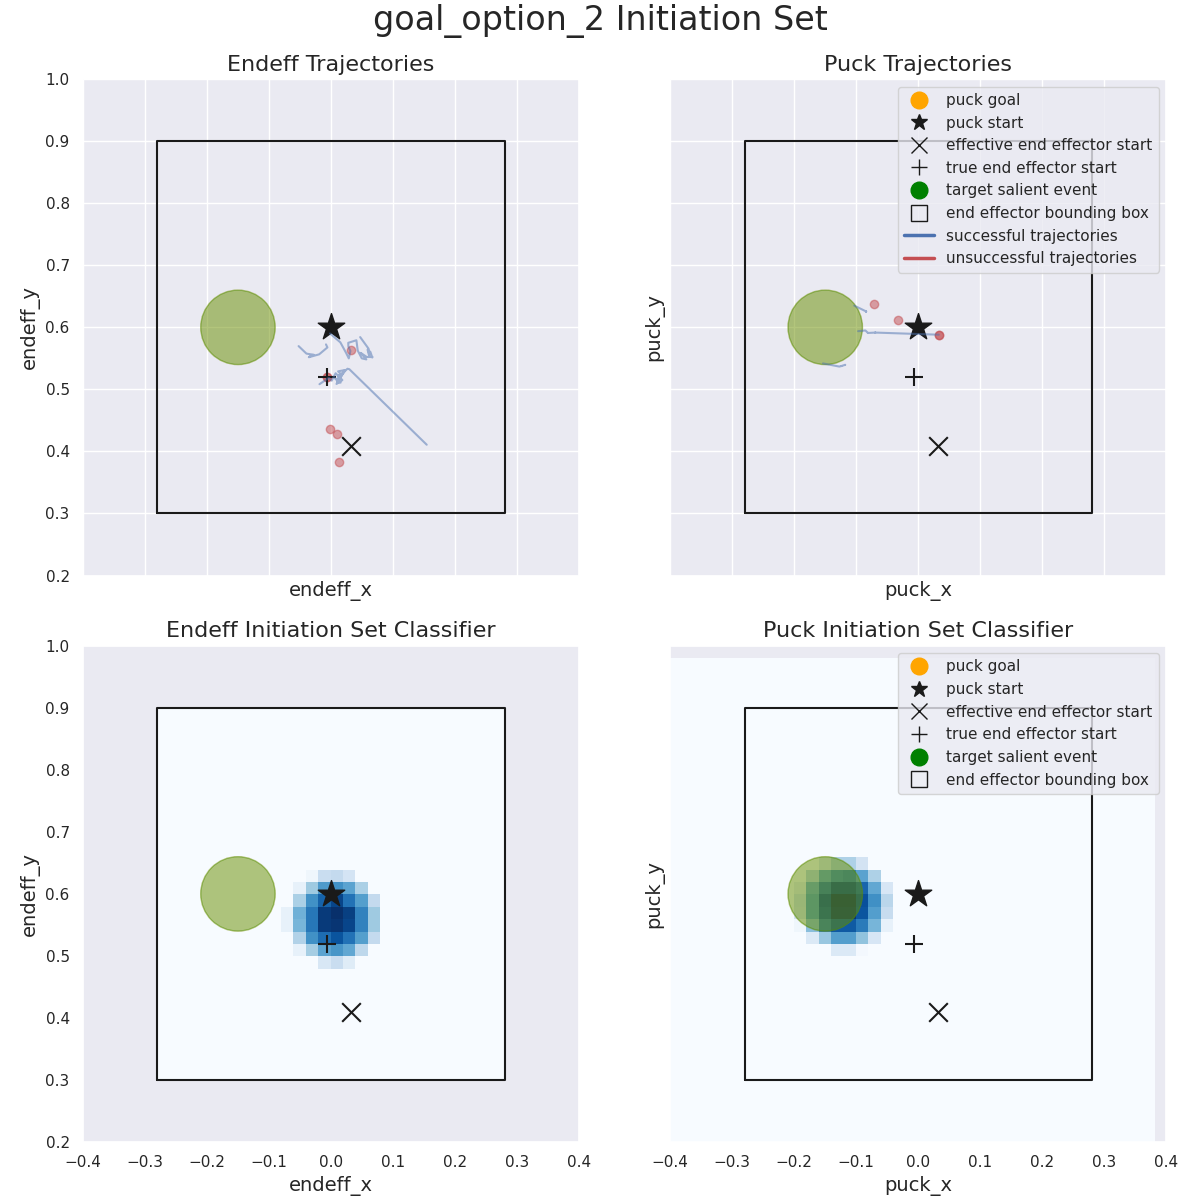 goal_option_2 Initiation Set
Endeff Trajectories
Puck Trajectories
1.0
0.9
0.8
0.7
0.6
0.5
0.4
0.3
0.2
endeff_y
endeff_x
puck_y
puck_x
puck goal
puck start
effective end effector start
true end effector start
target salient event
end effector bounding box
successful trajectories
unsuccessful trajectories
Endeff Initiation Set Classifier
Puck Initiation Set Classifier
1.0
0.9
0.8
0.7
0.6
0.5
0.4
0.3
0.2
endeff_y
−0.4 −0.3 −0.2 −0.1 0.0 0.1 0.2 0.3 0.4
endeff_x
puck_y
−0.4 −0.3 −0.2 −0.1 0.0 0.1 0.2 0.3 0.4
puck_x
puck goal
puck start
effective end effector start
true end effector start
target salient event
end effector bounding box